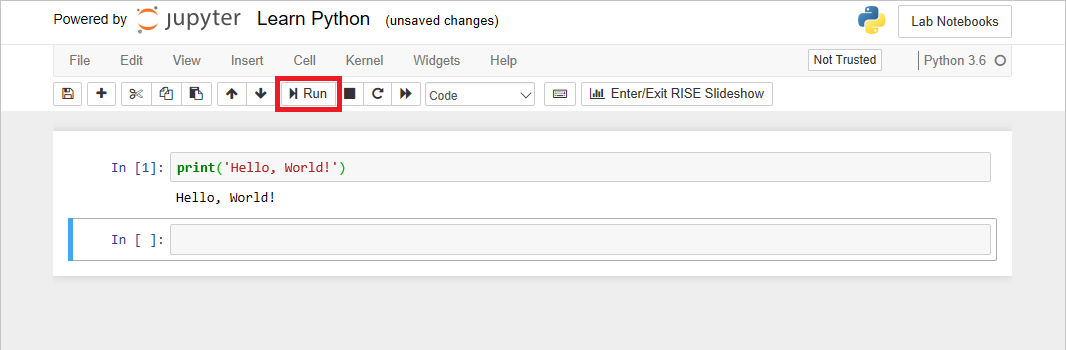 Powered by jupyter Learn Python (unsaved changes) Lab Notebooks
File Edit View Insert Cell Kernel Widgets Help Not Trusted Python 3.6
Run Code Enter/Exit RISE Slideshow
In [1]: print('Hello, World!')
Hello, World!
In [ ]: